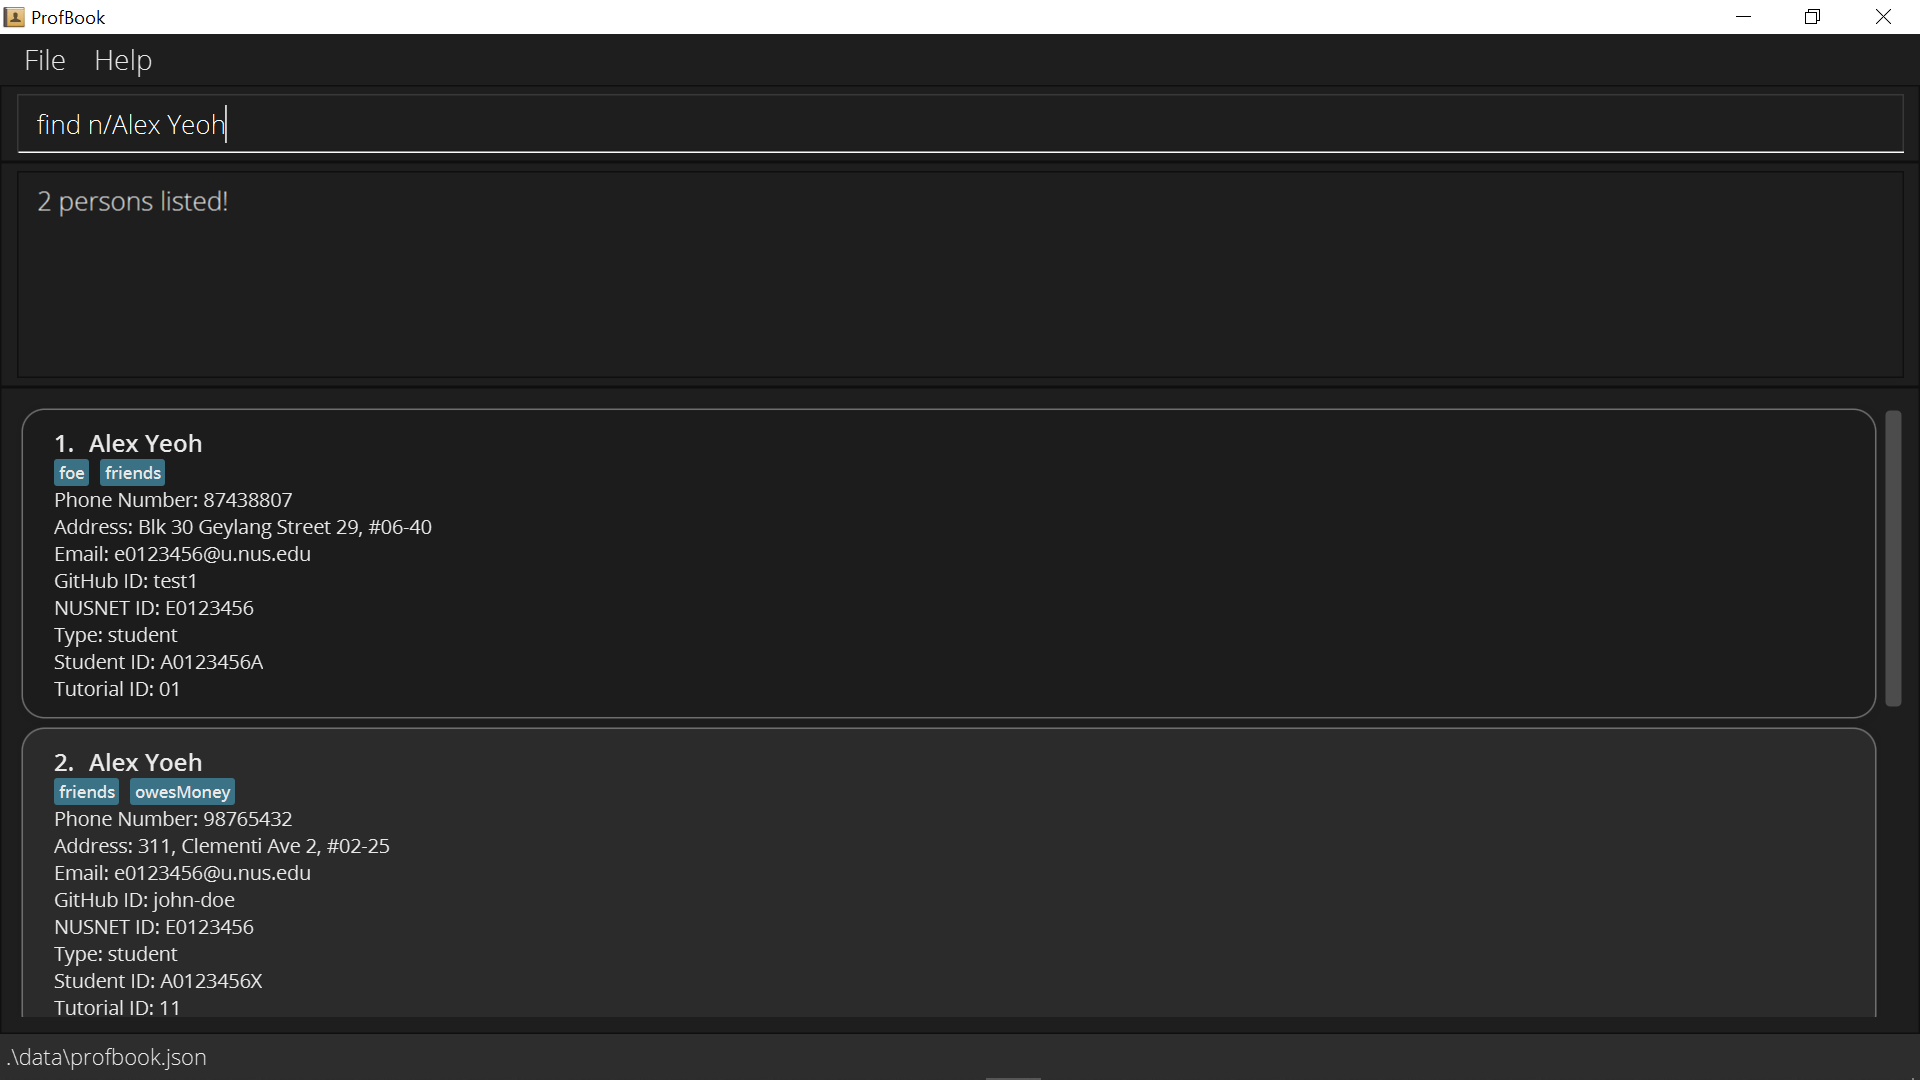 ProfBook
File Help
find n/Alex Yeoh
2 persons listed!
1. Alex Yeoh
foe friends
Phone Number: 87438807
Address: Blk 30 Geylang Street 29, #06-40
Email: e0123456@u.nus.edu
GitHub ID: test1
NUSNET ID: E0123456
Type: student
Student ID: A0123456A
Tutorial ID: 01
2. Alex Yoeh
friends owesMoney
Phone Number: 98765432
Address: 311, Clementi Ave 2, #02-25
Email: e0123456@u.nus.edu
GitHub ID: john-doe
NUSNET ID: E0123456
Type: student
Student ID: A0123456X
Tutorial ID: 11
.\data\profbook.json